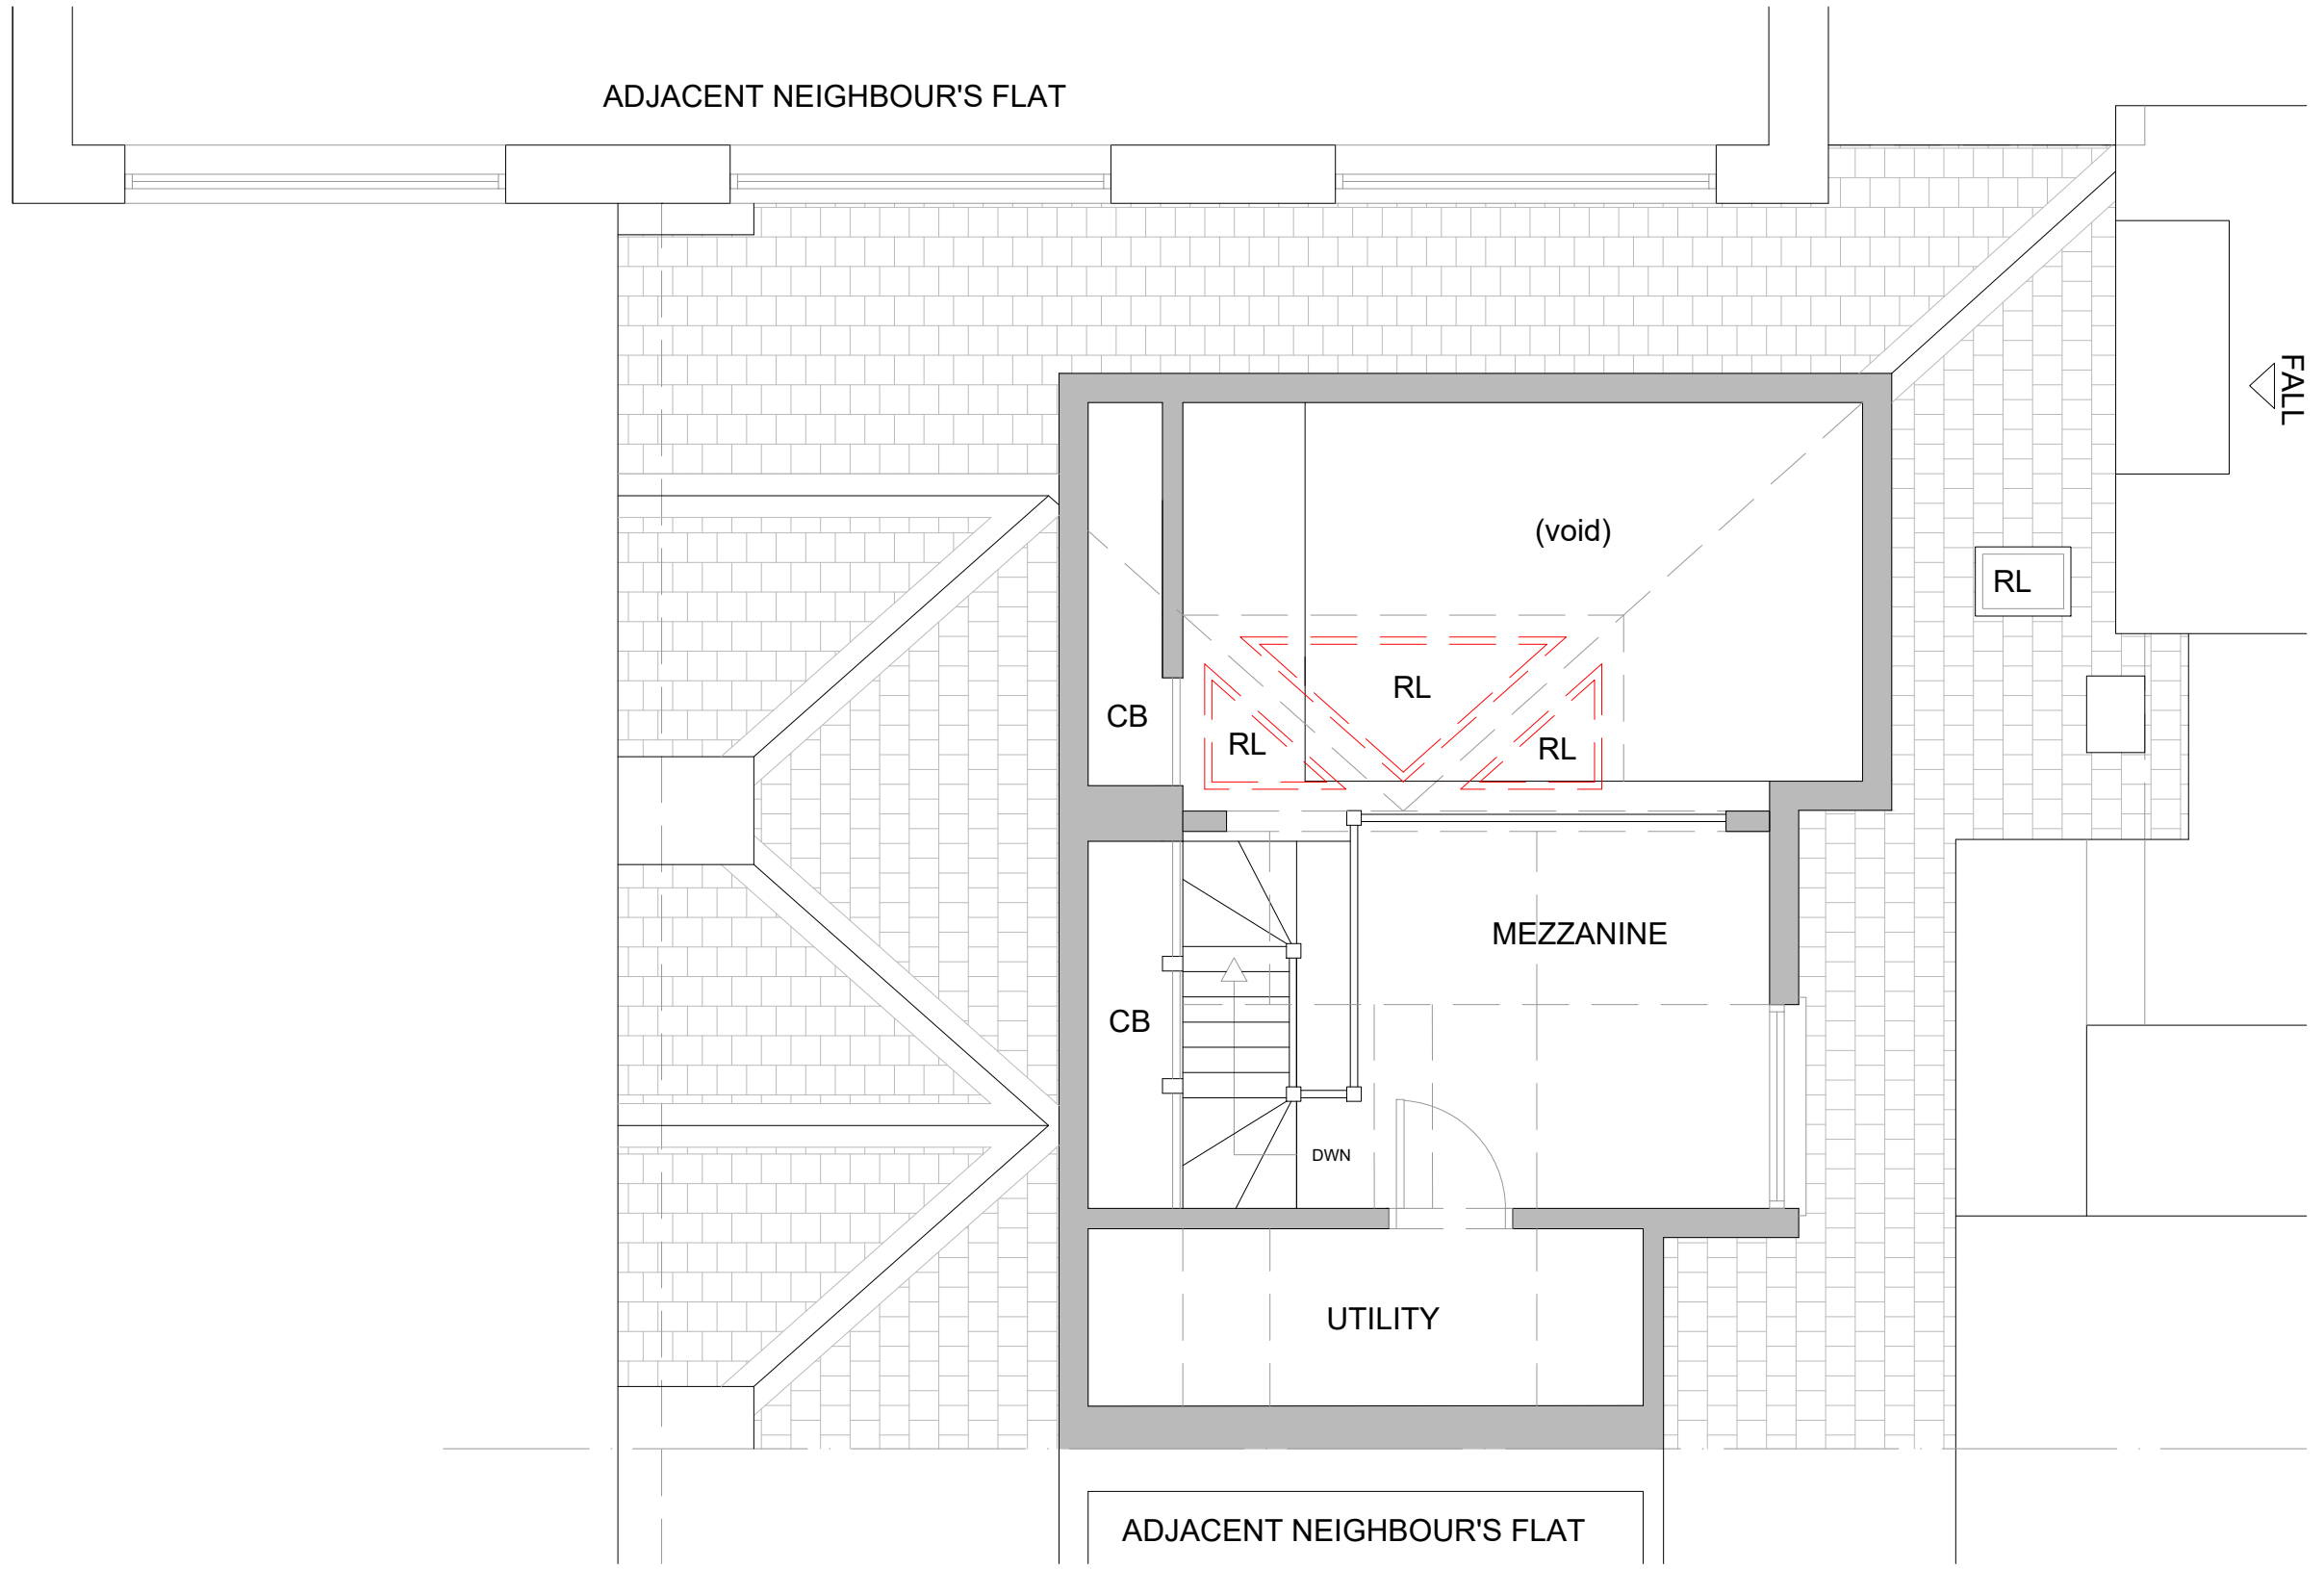 ADJACENT NEIGHBOUR'S FLAT
FALL
(void)
RL
RL
CB
RL
RL
MEZZANINE
CB
DWN
UTILITY
ADJACENT NEIGHBOUR'S FLAT